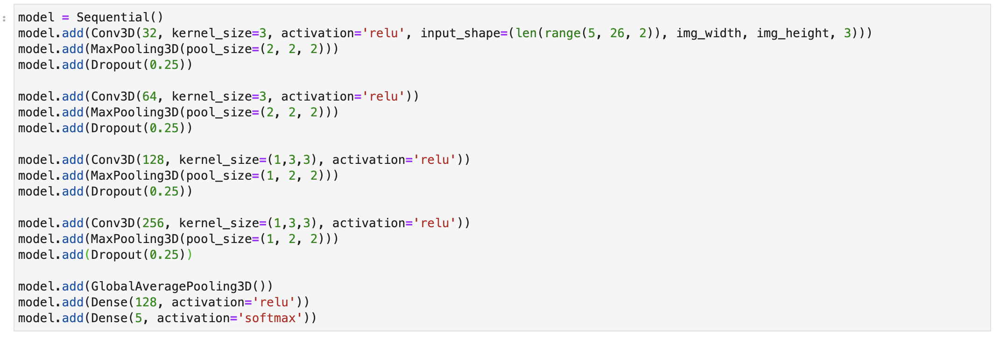 model = Sequential()
model.add(Conv3D(32, kernel_size=3, activation='relu', input_shape=(len(range(5, 26, 2)), img_width, img_height, 3)))
model.add(MaxPooling3D(pool_size=(2, 2, 2)))
model.add(Dropout(0.25))

model.add(Conv3D(64, kernel_size=3, activation='relu'))
model.add(MaxPooling3D(pool_size=(2, 2, 2)))
model.add(Dropout(0.25))

model.add(Conv3D(128, kernel_size=(1,3,3), activation='relu'))
model.add(MaxPooling3D(pool_size=(1, 2, 2)))
model.add(Dropout(0.25))

model.add(Conv3D(256, kernel_size=(1,3,3), activation='relu'))
model.add(MaxPooling3D(pool_size=(1, 2, 2)))
model.add(Dropout(0.25))

model.add(GlobalAveragePooling3D())
model.add(Dense(128, activation='relu'))
model.add(Dense(5, activation='softmax'))